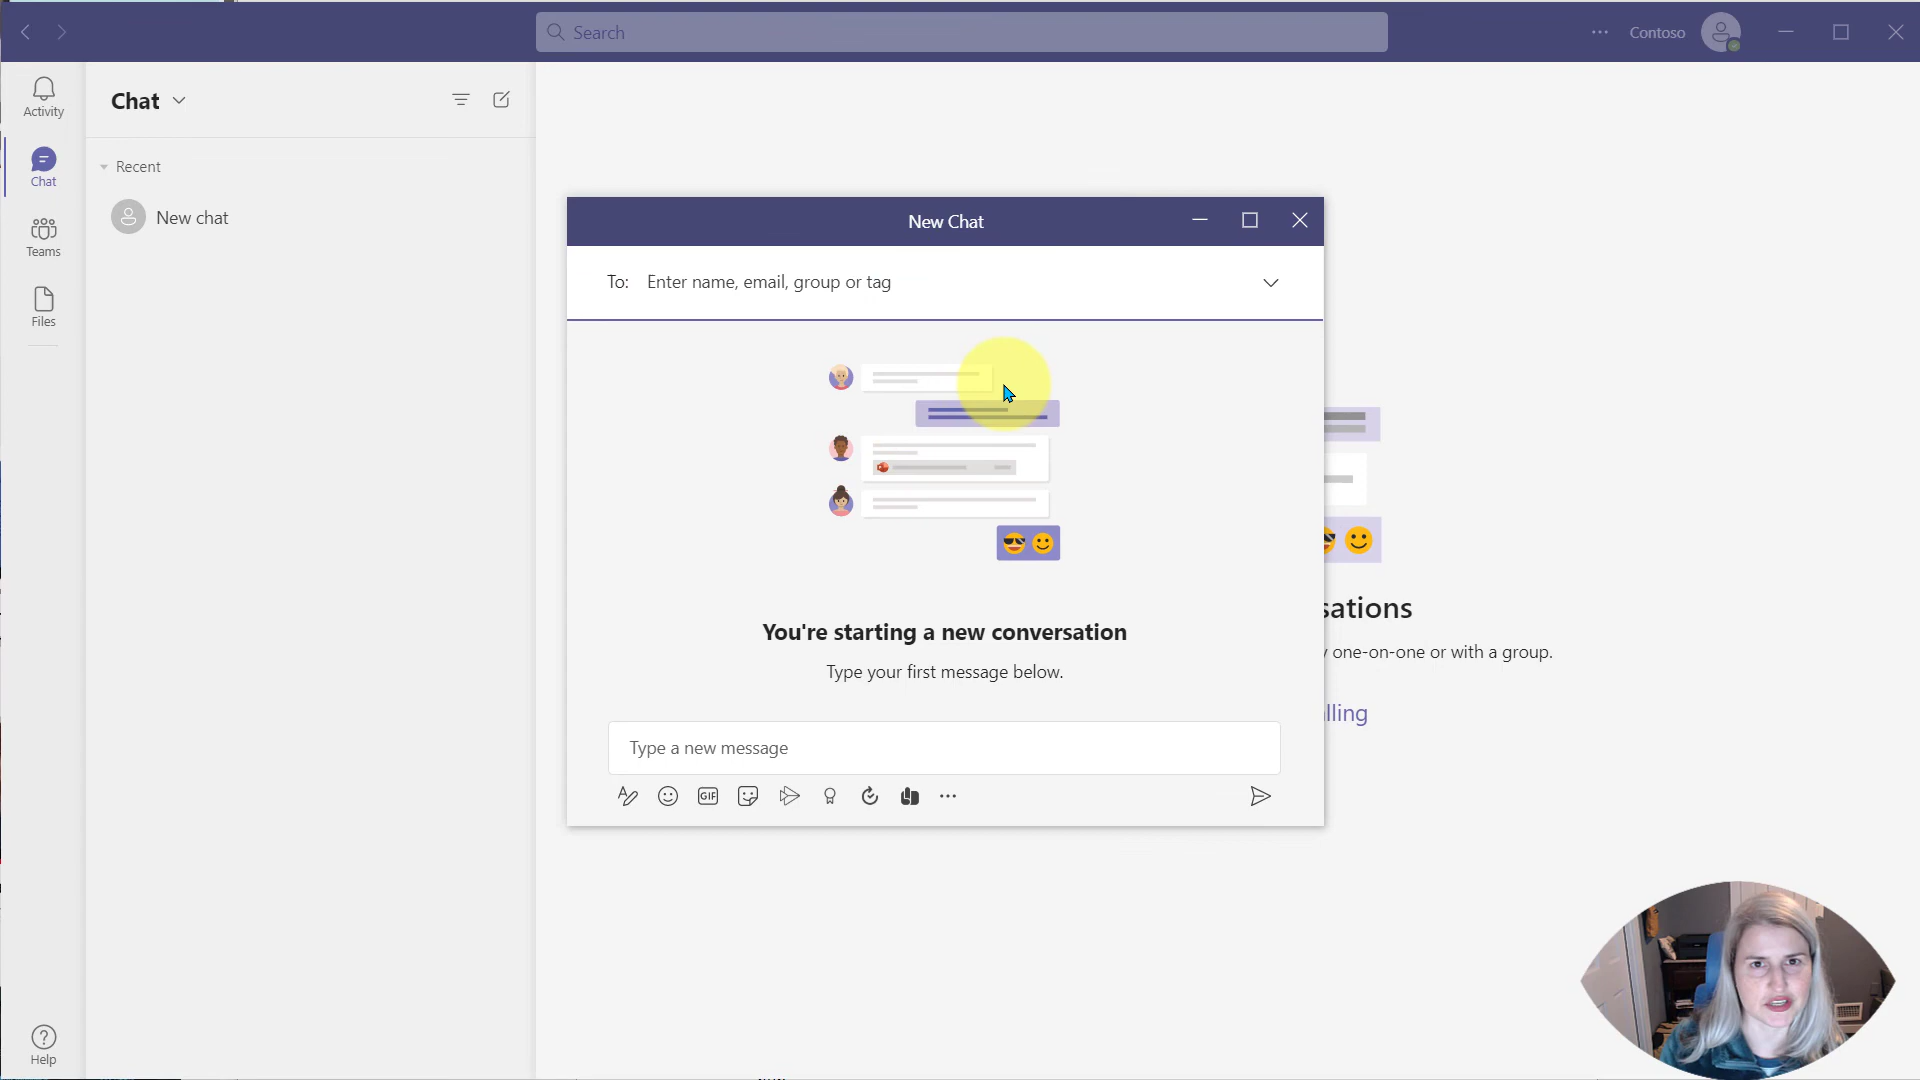 Search
Contoso
Activity
Chat
Teams
Files
Help
Chat
Recent
New chat
New Chat
To: Enter name, email, group or tag
You're starting a new conversation
Type your first message below.
Type a new message
GIF
sations
one-on-one or with a group.
lling